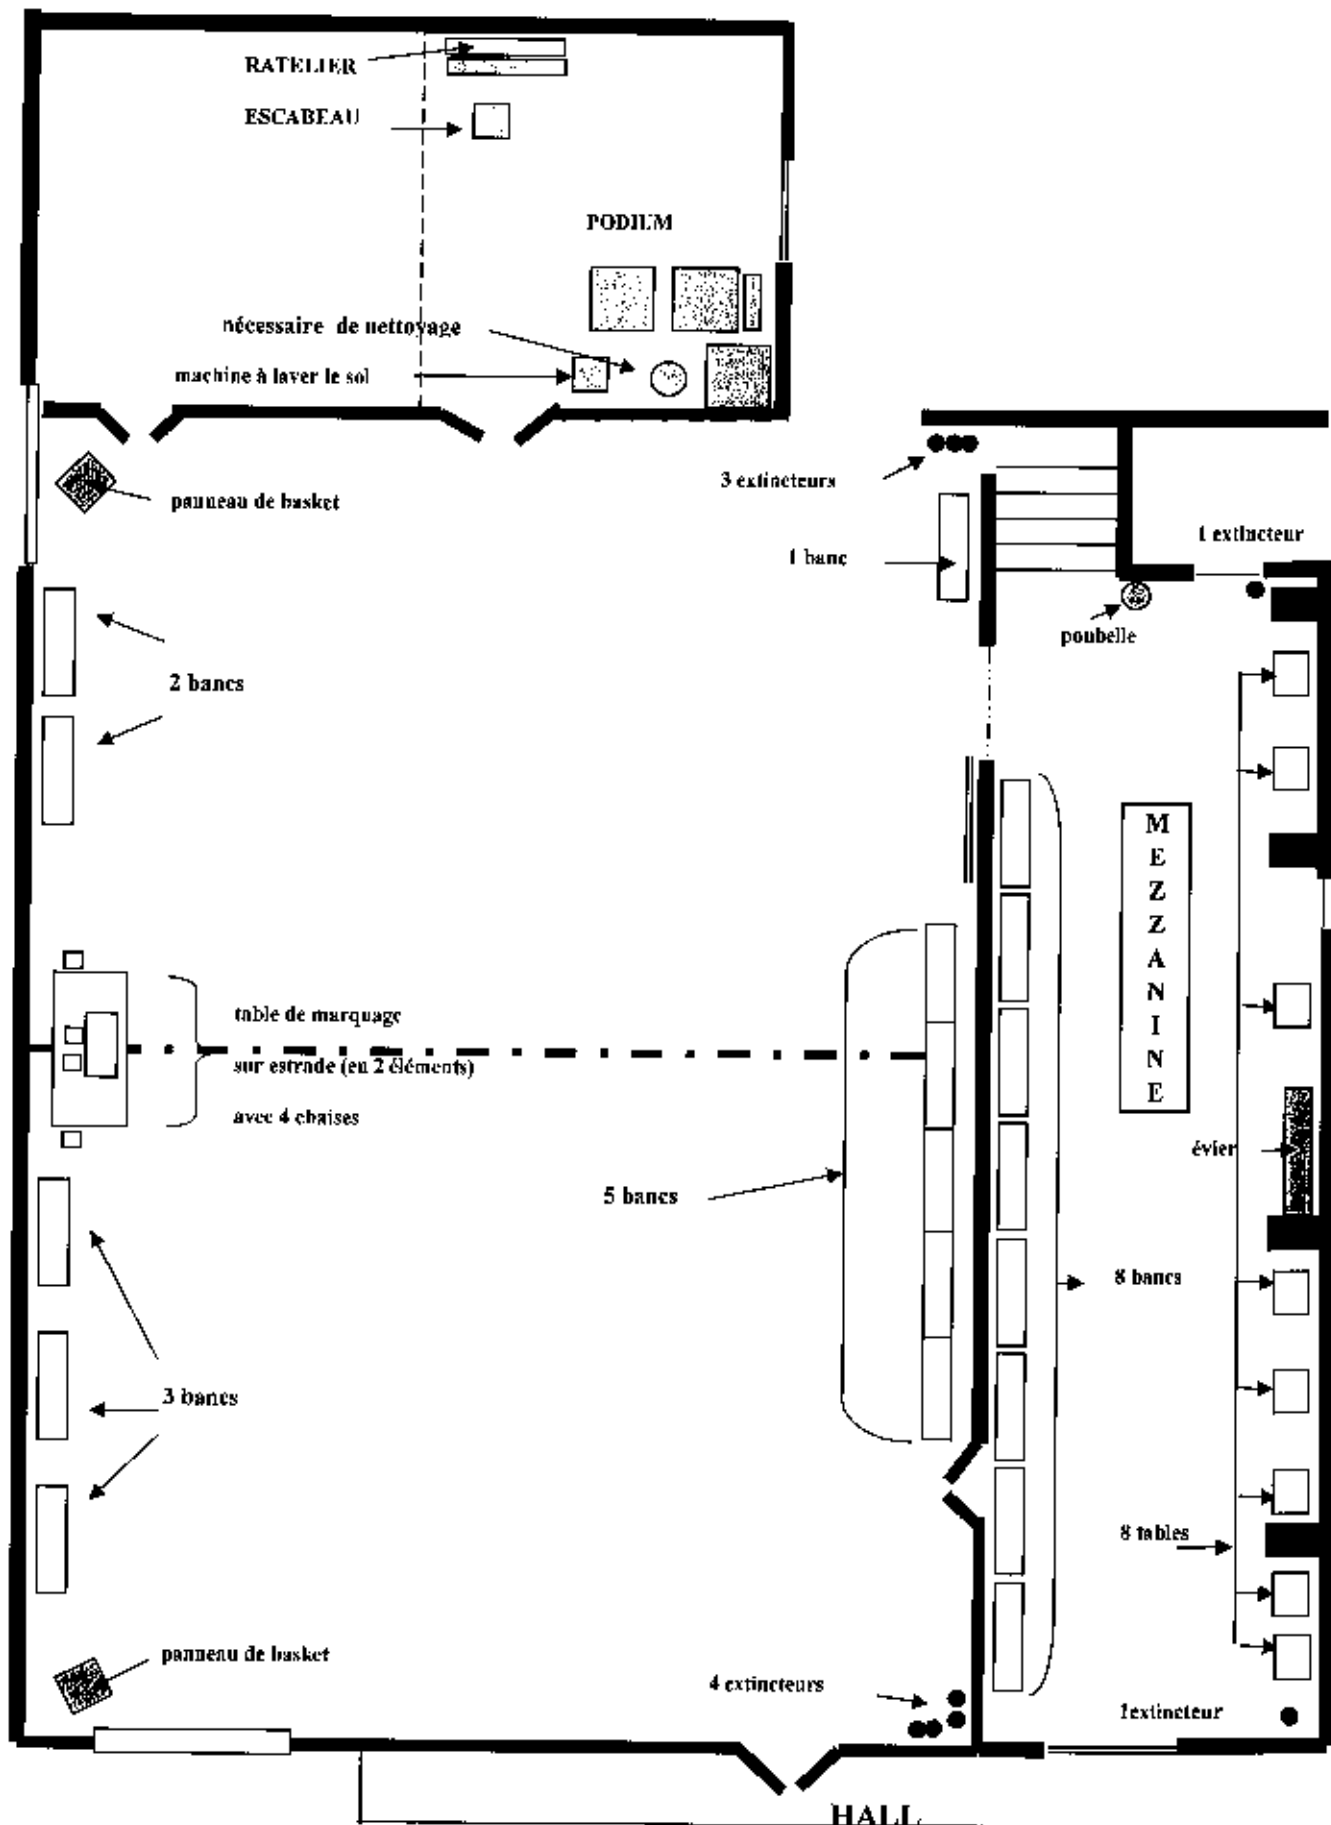 RATELIER
ESCABEAU
PODIUM
nécessaire de nettoyage
machine à laver le sol
3 extincteurs
panneau de basket
1 extincteur
1 banc
poubelle
2 bancs
M
E
Z
Z
A
N
I
N
E
table de marquage
sur estrade (en 2 éléments)
avec 4 chaises
évier
5 bancs
8 bancs
3 bancs
8 tables
panneau de basket
4 extincteurs
1extincteur
HALL